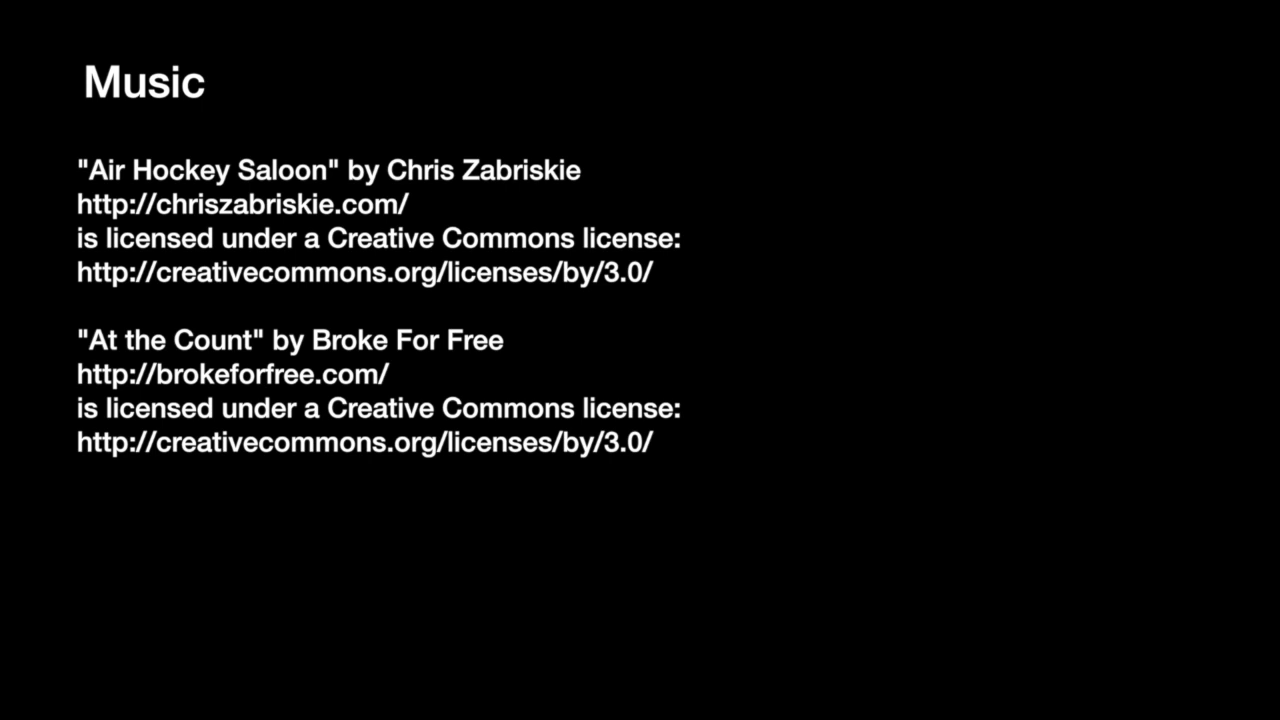 Music
"Air Hockey Saloon" by Chris Zabriskie
http://chriszabriskie.com/
is licensed under a Creative Commons license:
http://creativecommons.org/licenses/by/3.0/
"At the Count" by Broke For Free
http://brokeforfree.com/
is licensed under a Creative Commons license:
http://creativecommons.org/licenses/by/3.0/